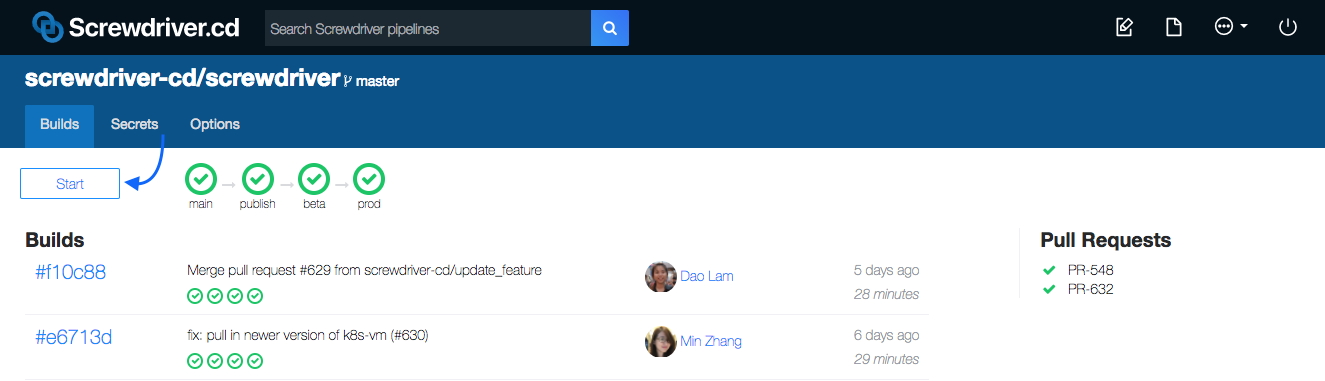 Screwdriver.cd
Search Screwdriver pipelines
screwdriver-cd/screwdriver master
Builds Secrets Options
Start
main publish beta prod
Builds
#f10c88 Merge pull request #629 from screwdriver-cd/update_feature Dao Lam 5 days ago
28 minutes
#e6713d fix: pull in newer version of k8s-vm (#630) Min Zhang 6 days ago
29 minutes
Pull Requests
PR-548
PR-632